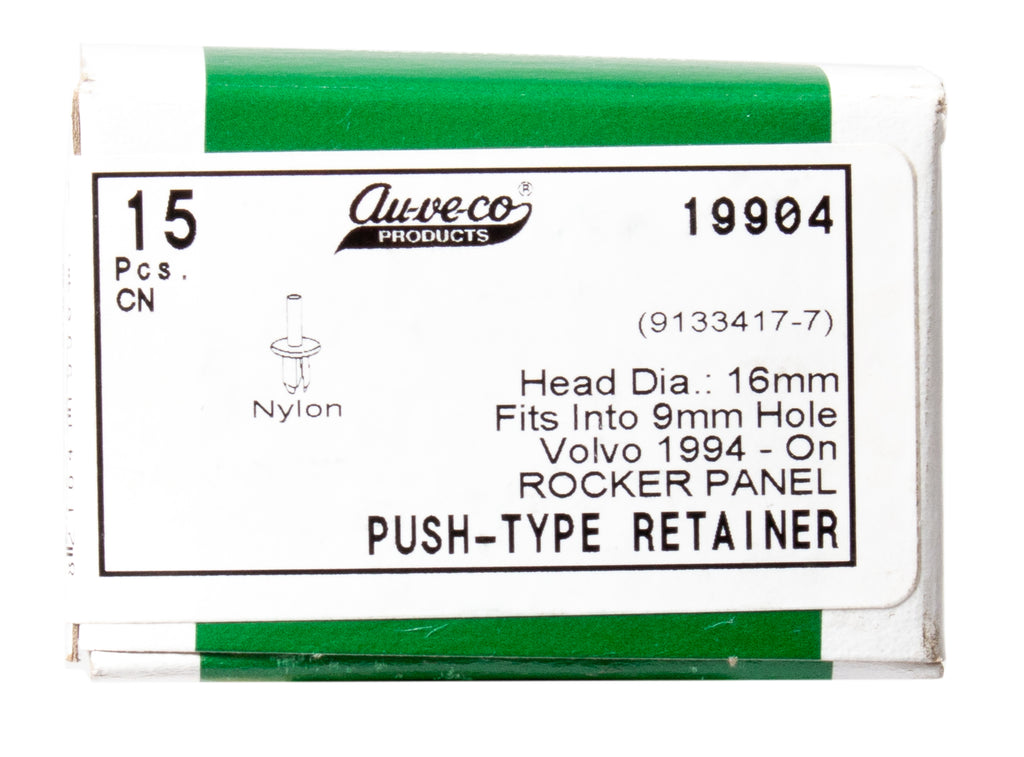 15
Pcs.
CN
au-ve-co®
PRODUCTS
19904
(9133417-7)
Nylon
Head Dia.: 16mm
Fits Into 9mm Hole
Volvo 1994 - On
ROCKER PANEL
PUSH-TYPE RETAINER